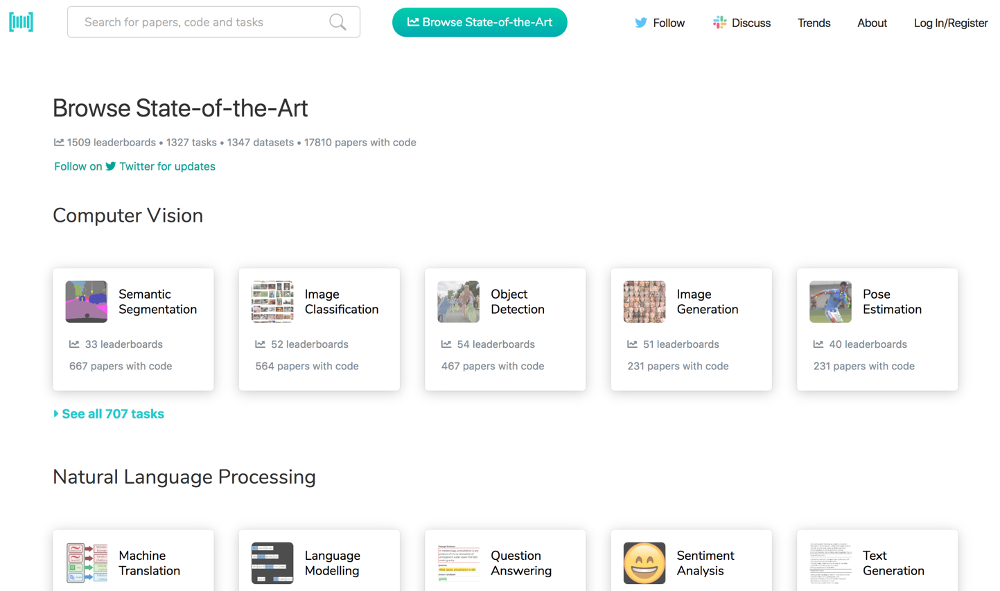 Search for papers, code and tasks
Browse State-of-the-Art
Follow
Discuss
Trends
About
Log In/Register
Browse State-of-the-Art
1509 leaderboards • 1327 tasks • 1347 datasets • 17810 papers with code
Follow on Twitter for updates
Computer Vision
Semantic
Segmentation
33 leaderboards
667 papers with code
Image
Classification
52 leaderboards
564 papers with code
Object
Detection
54 leaderboards
467 papers with code
Image
Generation
51 leaderboards
231 papers with code
Pose
Estimation
40 leaderboards
231 papers with code
See all 707 tasks
Natural Language Processing
Machine
Translation
Language
Modelling
Question
Answering
Sentiment
Analysis
Text
Generation